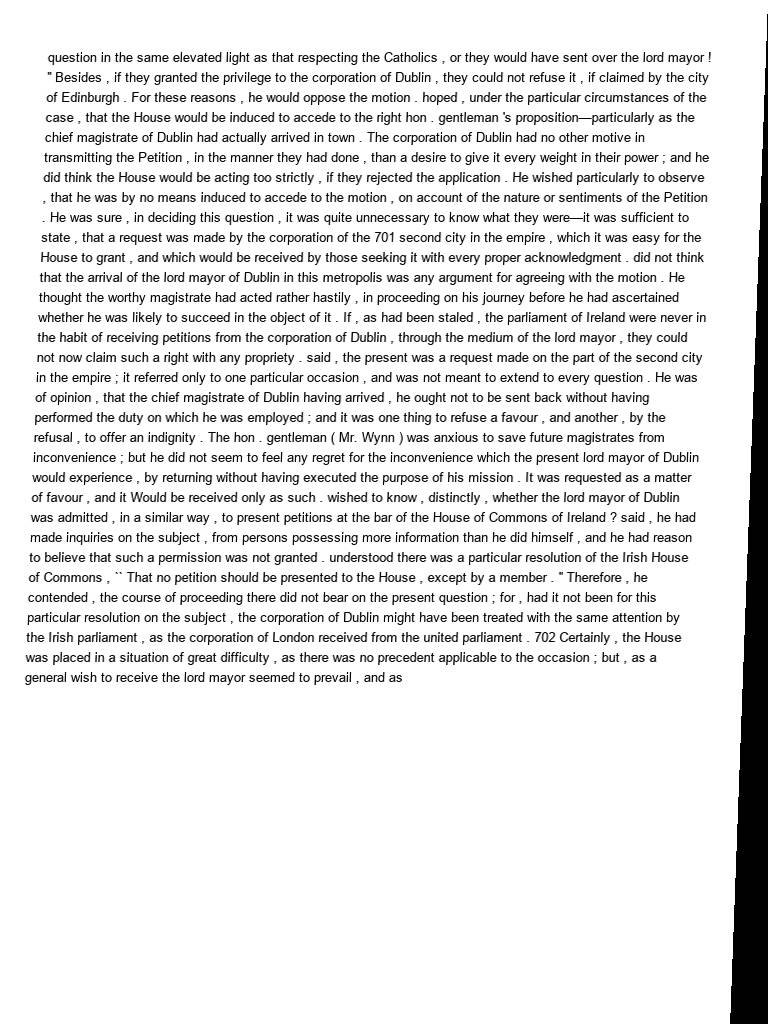 question in the same elevated light as that respecting the Catholics , or they would have sent over the lord mayor !
" Besides , if they granted the privilege to the corporation of Dublin , they could not refuse it , if claimed by the city
of Edinburgh . For these reasons , he would oppose the motion . hoped , under the particular circumstances of the
case , that the House would be induced to accede to the right hon . gentleman 's proposition—particularly as the
chief magistrate of Dublin had actually arrived in town . The corporation of Dublin had no other motive in
transmitting the Petition , in the manner they had done , than a desire to give it every weight in their power ; and he
did think the House would be acting too strictly , if they rejected the application . He wished particularly to observe
, that he was by no means induced to accede to the motion , on account of the nature or sentiments of the Petition
. He was sure , in deciding this question , it was quite unnecessary to know what they were—it was sufficient to
state , that a request was made by the corporation of the 701 second city in the empire , which it was easy for the
House to grant , and which would be received by those seeking it with every proper acknowledgment . did not think
that the arrival of the lord mayor of Dublin in this metropolis was any argument for agreeing with the motion . He
thought the worthy magistrate had acted rather hastily , in proceeding on his journey before he had ascertained
whether he was likely to succeed in the object of it . If , as had been staled , the parliament of Ireland were never in
the habit of receiving petitions from the corporation of Dublin , through the medium of the lord mayor , they could
not now claim such a right with any propriety . said , the present was a request made on the part of the second city
in the empire ; it referred only to one particular occasion , and was not meant to extend to every question . He was
of opinion , that the chief magistrate of Dublin having arrived , he ought not to be sent back without having
performed the duty on which he was employed ; and it was one thing to refuse a favour , and another , by the
refusal , to offer an indignity . The hon . gentleman ( Mr. Wynn ) was anxious to save future magistrates from
inconvenience ; but he did not seem to feel any regret for the inconvenience which the present lord mayor of Dublin
would experience , by returning without having executed the purpose of his mission . It was requested as a matter
of favour , and it Would be received only as such . wished to know , distinctly , whether the lord mayor of Dublin
was admitted , in a similar way , to present petitions at the bar of the House of Commons of Ireland ? said , he had
made inquiries on the subject , from persons possessing more information than he did himself , and he had reason
to believe that such a permission was not granted . understood there was a particular resolution of the Irish House
of Commons , `` That no petition should be presented to the House , except by a member . " Therefore , he
contended , the course of proceeding there did not bear on the present question ; for , had it not been for this
particular resolution on the subject , the corporation of Dublin might have been treated with the same attention by
the Irish parliament , as the corporation of London received from the united parliament . 702 Certainly , the House
was placed in a situation of great difficulty , as there was no precedent applicable to the occasion ; but , as a
general wish to receive the lord mayor seemed to prevail , and as